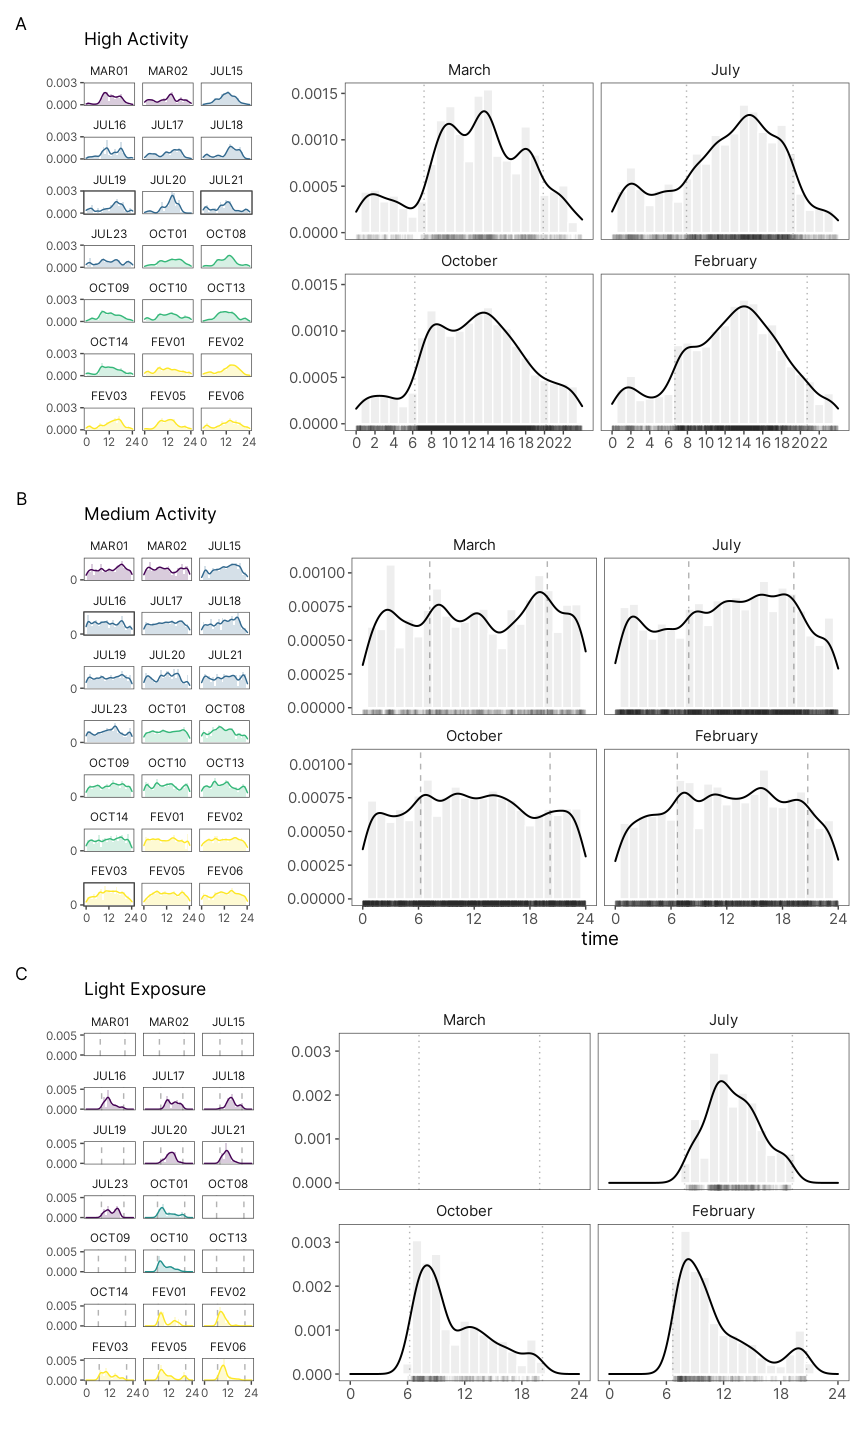 A
High Activity
MAR01 MAR02 JUL15
0.003
0.000
JUL16 JUL17 JUL18
0.003
0.000
JUL19 JUL20 JUL21
0.003
0.000
JUL23 OCT01 OCT08
0.003
0.000
OCT09 OCT10 OCT13
0.003
0.000
OCT14 FEV01 FEV02
0.003
0.000
FEV03 FEV05 FEV06
0.003
0.000
0 12 24 0 12 24 0 12 24
March July
0.0015
0.0010
0.0005
0.0000
October February
0.0015
0.0010
0.0005
0.0000
0 2 4 6 8 10 12 14 16 18 20 22 0 2 4 6 8 10 12 14 16 18 20 22
B
Medium Activity
MAR01 MAR02 JUL15
0
JUL16 JUL17 JUL18
0
JUL19 JUL20 JUL21
0
JUL23 OCT01 OCT08
0
OCT09 OCT10 OCT13
0
OCT14 FEV01 FEV02
0
FEV03 FEV05 FEV06
0
0 12 24 0 12 24 0 12 24
March July
0.00100
0.00075
0.00050
0.00025
0.00000
October February
0.00100
0.00075
0.00050
0.00025
0.00000
0 6 12 18 24 0 6 12 18 24
time
C
Light Exposure
MAR01 MAR02 JUL15
0.005
0.000
JUL16 JUL17 JUL18
0.005
0.000
JUL19 JUL20 JUL21
0.005
0.000
JUL23 OCT01 OCT08
0.005
0.000
OCT09 OCT10 OCT13
0.005
0.000
OCT14 FEV01 FEV02
0.005
0.000
FEV03 FEV05 FEV06
0.005
0.000
0 12 24 0 12 24 0 12 24
March July
0.003
0.002
0.001
0.000
October February
0.003
0.002
0.001
0.000
0 6 12 18 24 0 6 12 18 24